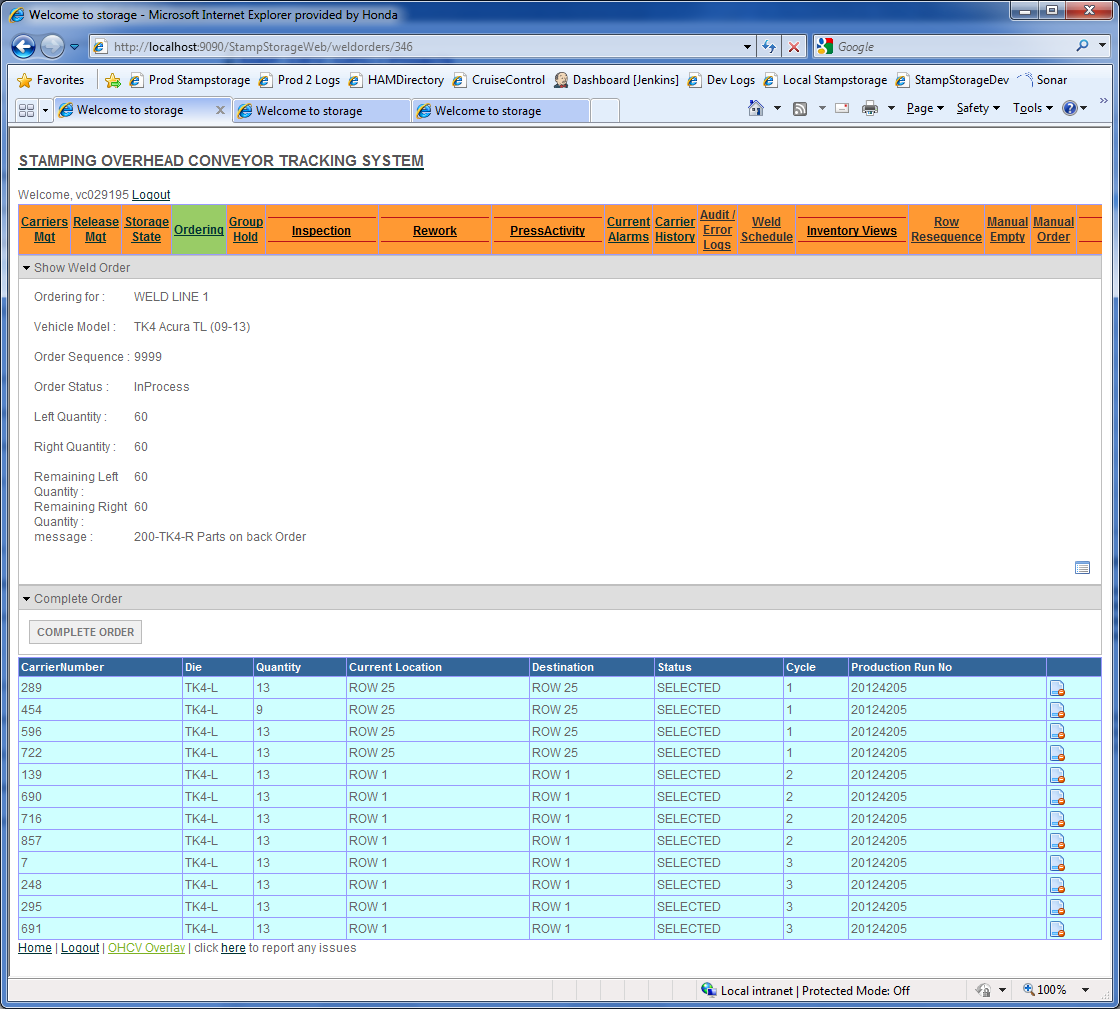 Welcome to storage - Microsoft Internet Explorer provided by Honda
http://localhost:9090/StampStorageWeb/weldorders/346
Google
Favorites Prod Stampstorage Prod 2 Logs HAMDirectory CruiseControl Dashboard [Jenkins] Dev Logs Local Stampstorage StampStorageDev Sonar
Welcome to storage Welcome to storage Welcome to storage Page Safety Tools
STAMPING OVERHEAD CONVEYOR TRACKING SYSTEM
Welcome, vc029195 Logout
Carriers Mgt Release Mgt Storage State Ordering Group Hold Inspection Rework PressActivity Current Alarms Carrier History Audit / Error Logs Weld Schedule Inventory Views Row Resequence Manual Empty Manual Order
Show Weld Order
Ordering for : WELD LINE 1
Vehicle Model : TK4 Acura TL (09-13)
Order Sequence : 9999
Order Status : InProcess
Left Quantity : 60
Right Quantity : 60
Remaining Left Quantity : 60
Remaining Right Quantity : 60
message : 200-TK4-R Parts on back Order
Complete Order
COMPLETE ORDER
CarrierNumber Die Quantity Current Location Destination Status Cycle Production Run No
289 TK4-L 13 ROW 25 ROW 25 SELECTED 1 20124205
454 TK4-L 9 ROW 25 ROW 25 SELECTED 1 20124205
596 TK4-L 13 ROW 25 ROW 25 SELECTED 1 20124205
722 TK4-L 13 ROW 25 ROW 25 SELECTED 1 20124205
139 TK4-L 13 ROW 1 ROW 1 SELECTED 2 20124205
690 TK4-L 13 ROW 1 ROW 1 SELECTED 2 20124205
716 TK4-L 13 ROW 1 ROW 1 SELECTED 2 20124205
857 TK4-L 13 ROW 1 ROW 1 SELECTED 2 20124205
7 TK4-L 13 ROW 1 ROW 1 SELECTED 3 20124205
248 TK4-L 13 ROW 1 ROW 1 SELECTED 3 20124205
295 TK4-L 13 ROW 1 ROW 1 SELECTED 3 20124205
691 TK4-L 13 ROW 1 ROW 1 SELECTED 3 20124205
Home | Logout | OHCV Overlay | click here to report any issues
Local intranet | Protected Mode: Off 100%